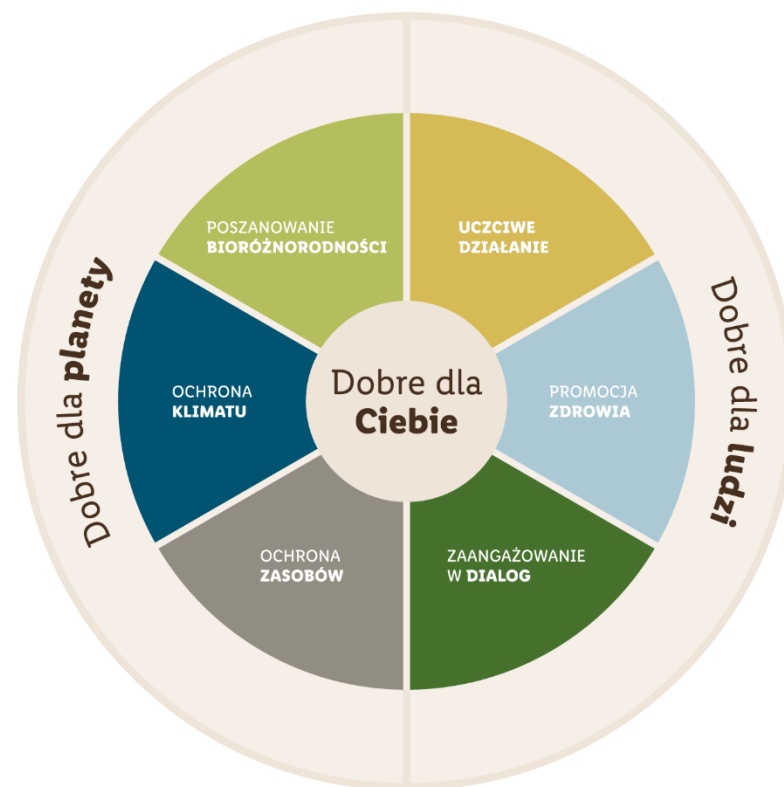 POSZANOWANIE
BIORÓŻNORODNOŚCI
UCZCIWE
DZIAŁANIE
Dobre dla planety
OCHRONA
KLIMATU
Dobre dla
Ciebie
PROMOCJA
ZDROWIA
Dobre dla ludzi
OCHRONA
ZASOBÓW
ZAANGAŻOWANIE
W DIALOG